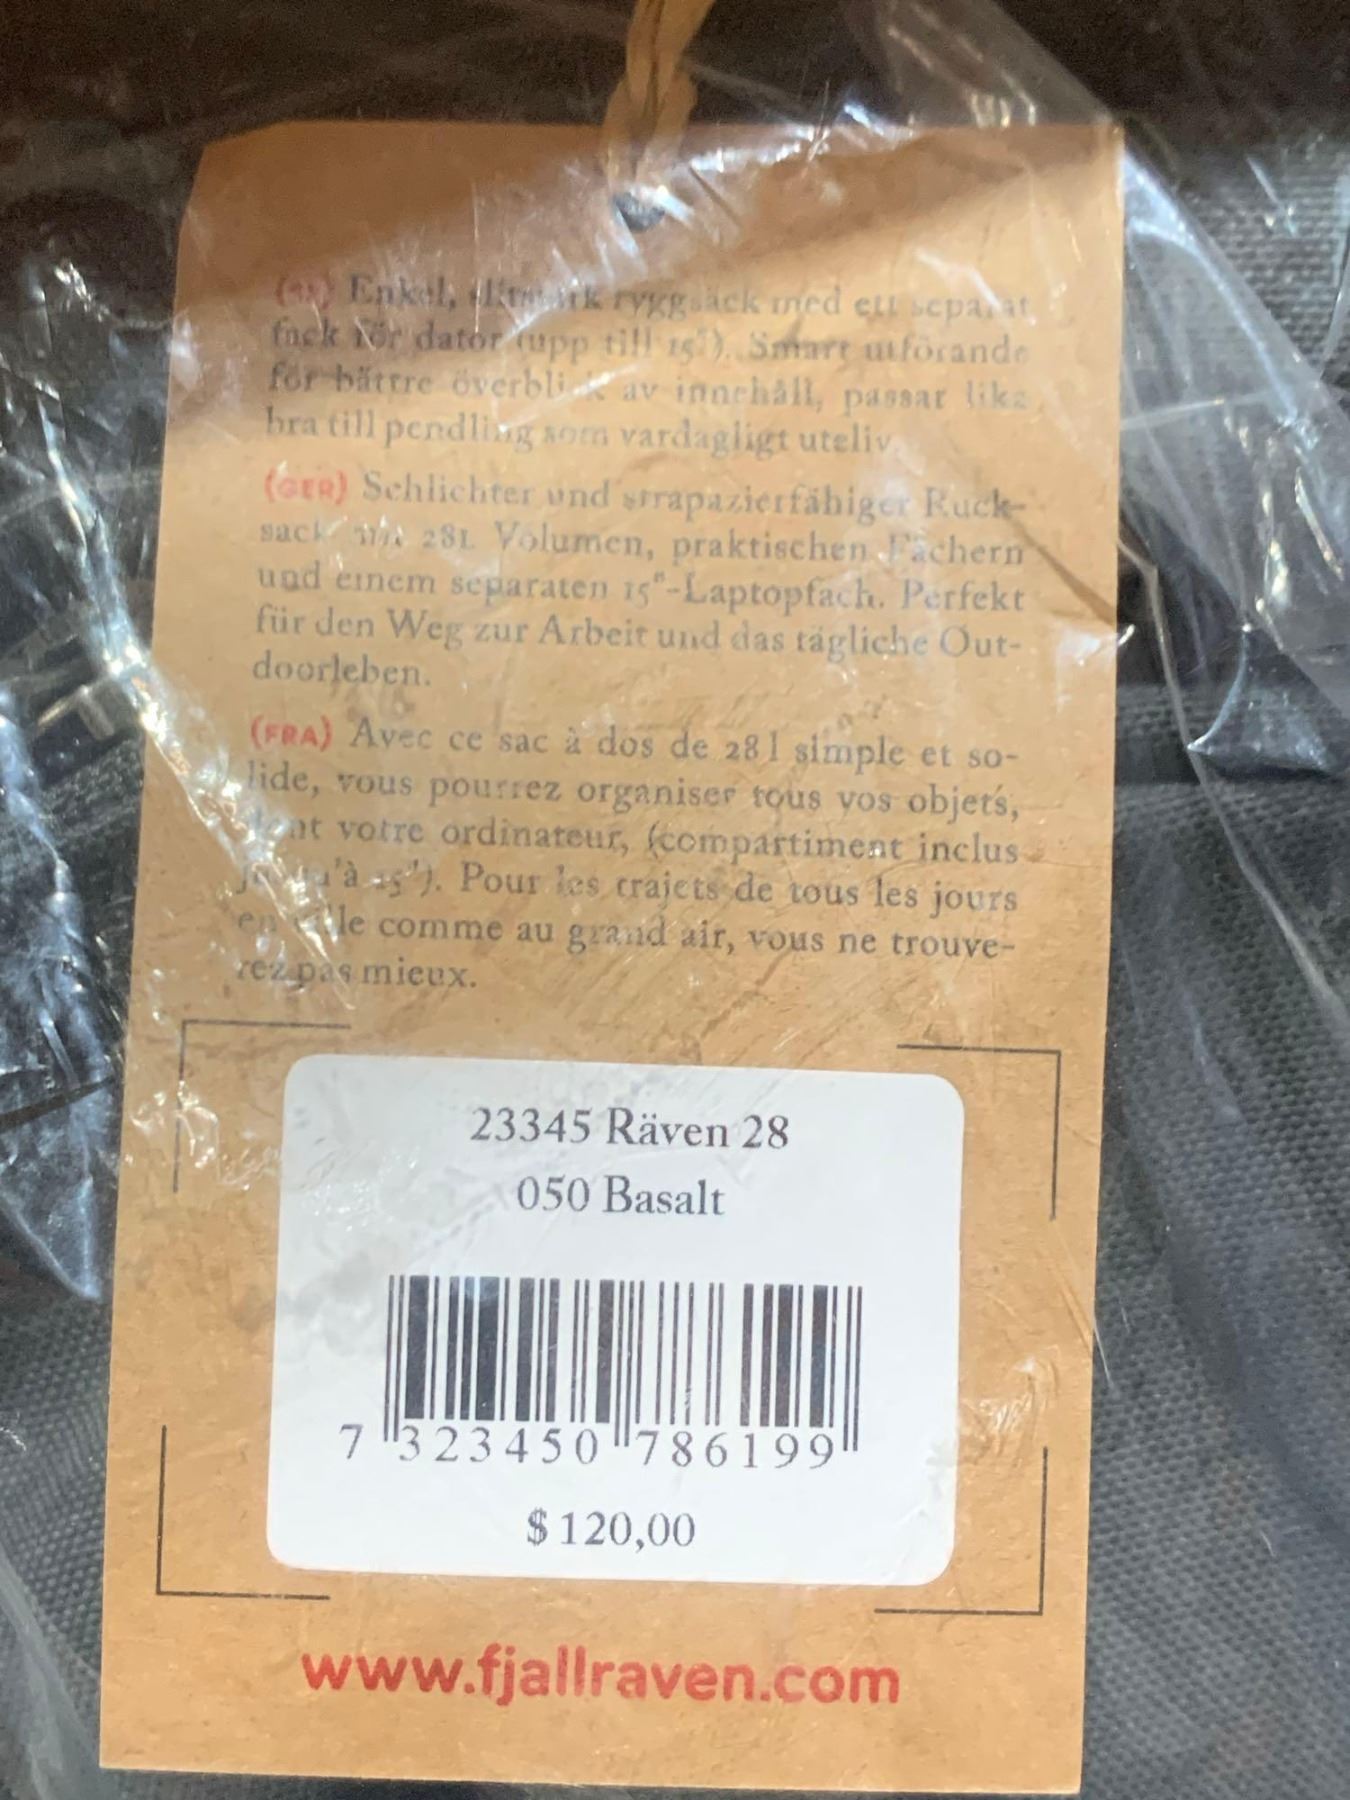 (SE) Enkel, slitstark ryggsäck med ett separat
fack för dator (upp till 15"). Smart utförande
för bättre överblick av innehåll, passar lika
bra till pendling som vardagligt uteliv.
(GER) Schlichter und strapazierfähiger Ruck-
sack mit 28L Volumen, praktischen Fächern
und einem separaten 15"-Laptopfach. Perfekt
für den Weg zur Arbeit und das tägliche Out-
doorleben.
(FRA) Avec ce sac à dos de 28 l simple et so-
lide, vous pourrez organiser tous vos objets,
dont votre ordinateur, (compartiment inclus
jusqu'à 15"). Pour les trajets de tous les jours
en ville comme au grand air, vous ne trouve-
rez pas mieux.
23345 Räven 28
050 Basalt
7 323450 786199
$ 120,00
www.fjallraven.com